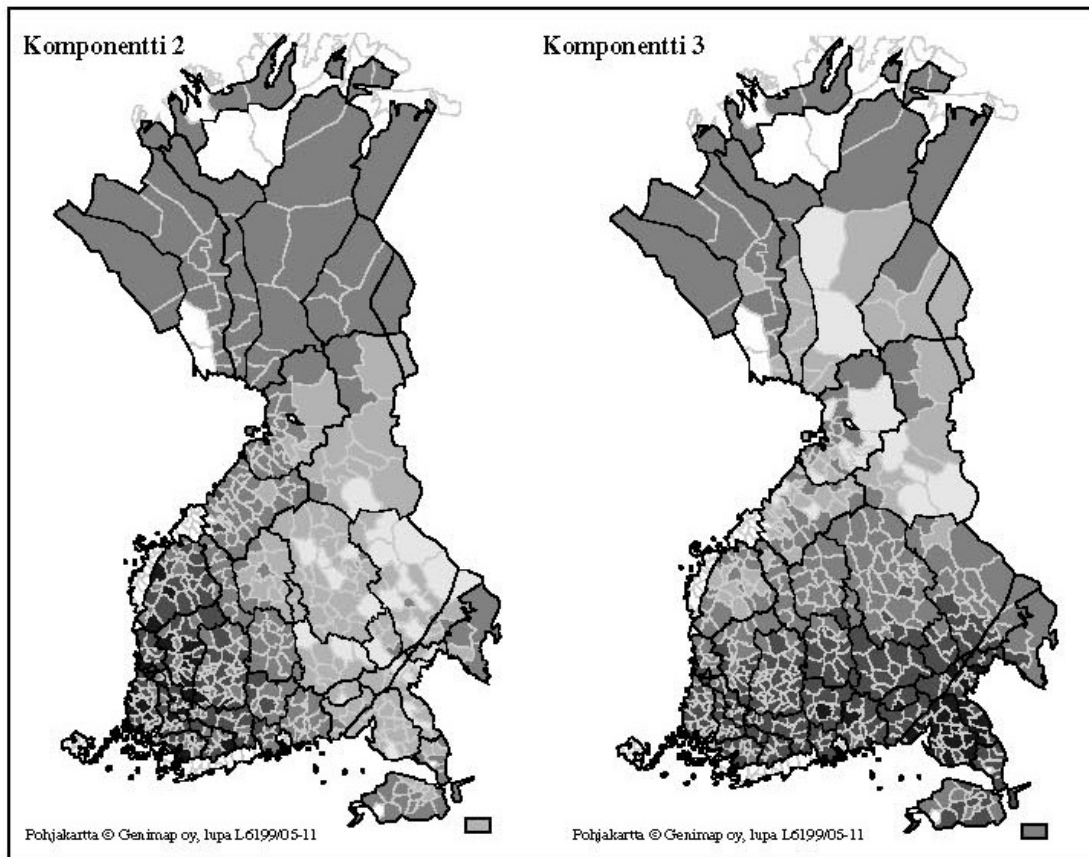 Komponentti 2
Komponentti 3
Pohjakartta © Genimap oy, lupa L6199/05-11
Pohjakartta © Genimap oy, lupa L6199/05-11